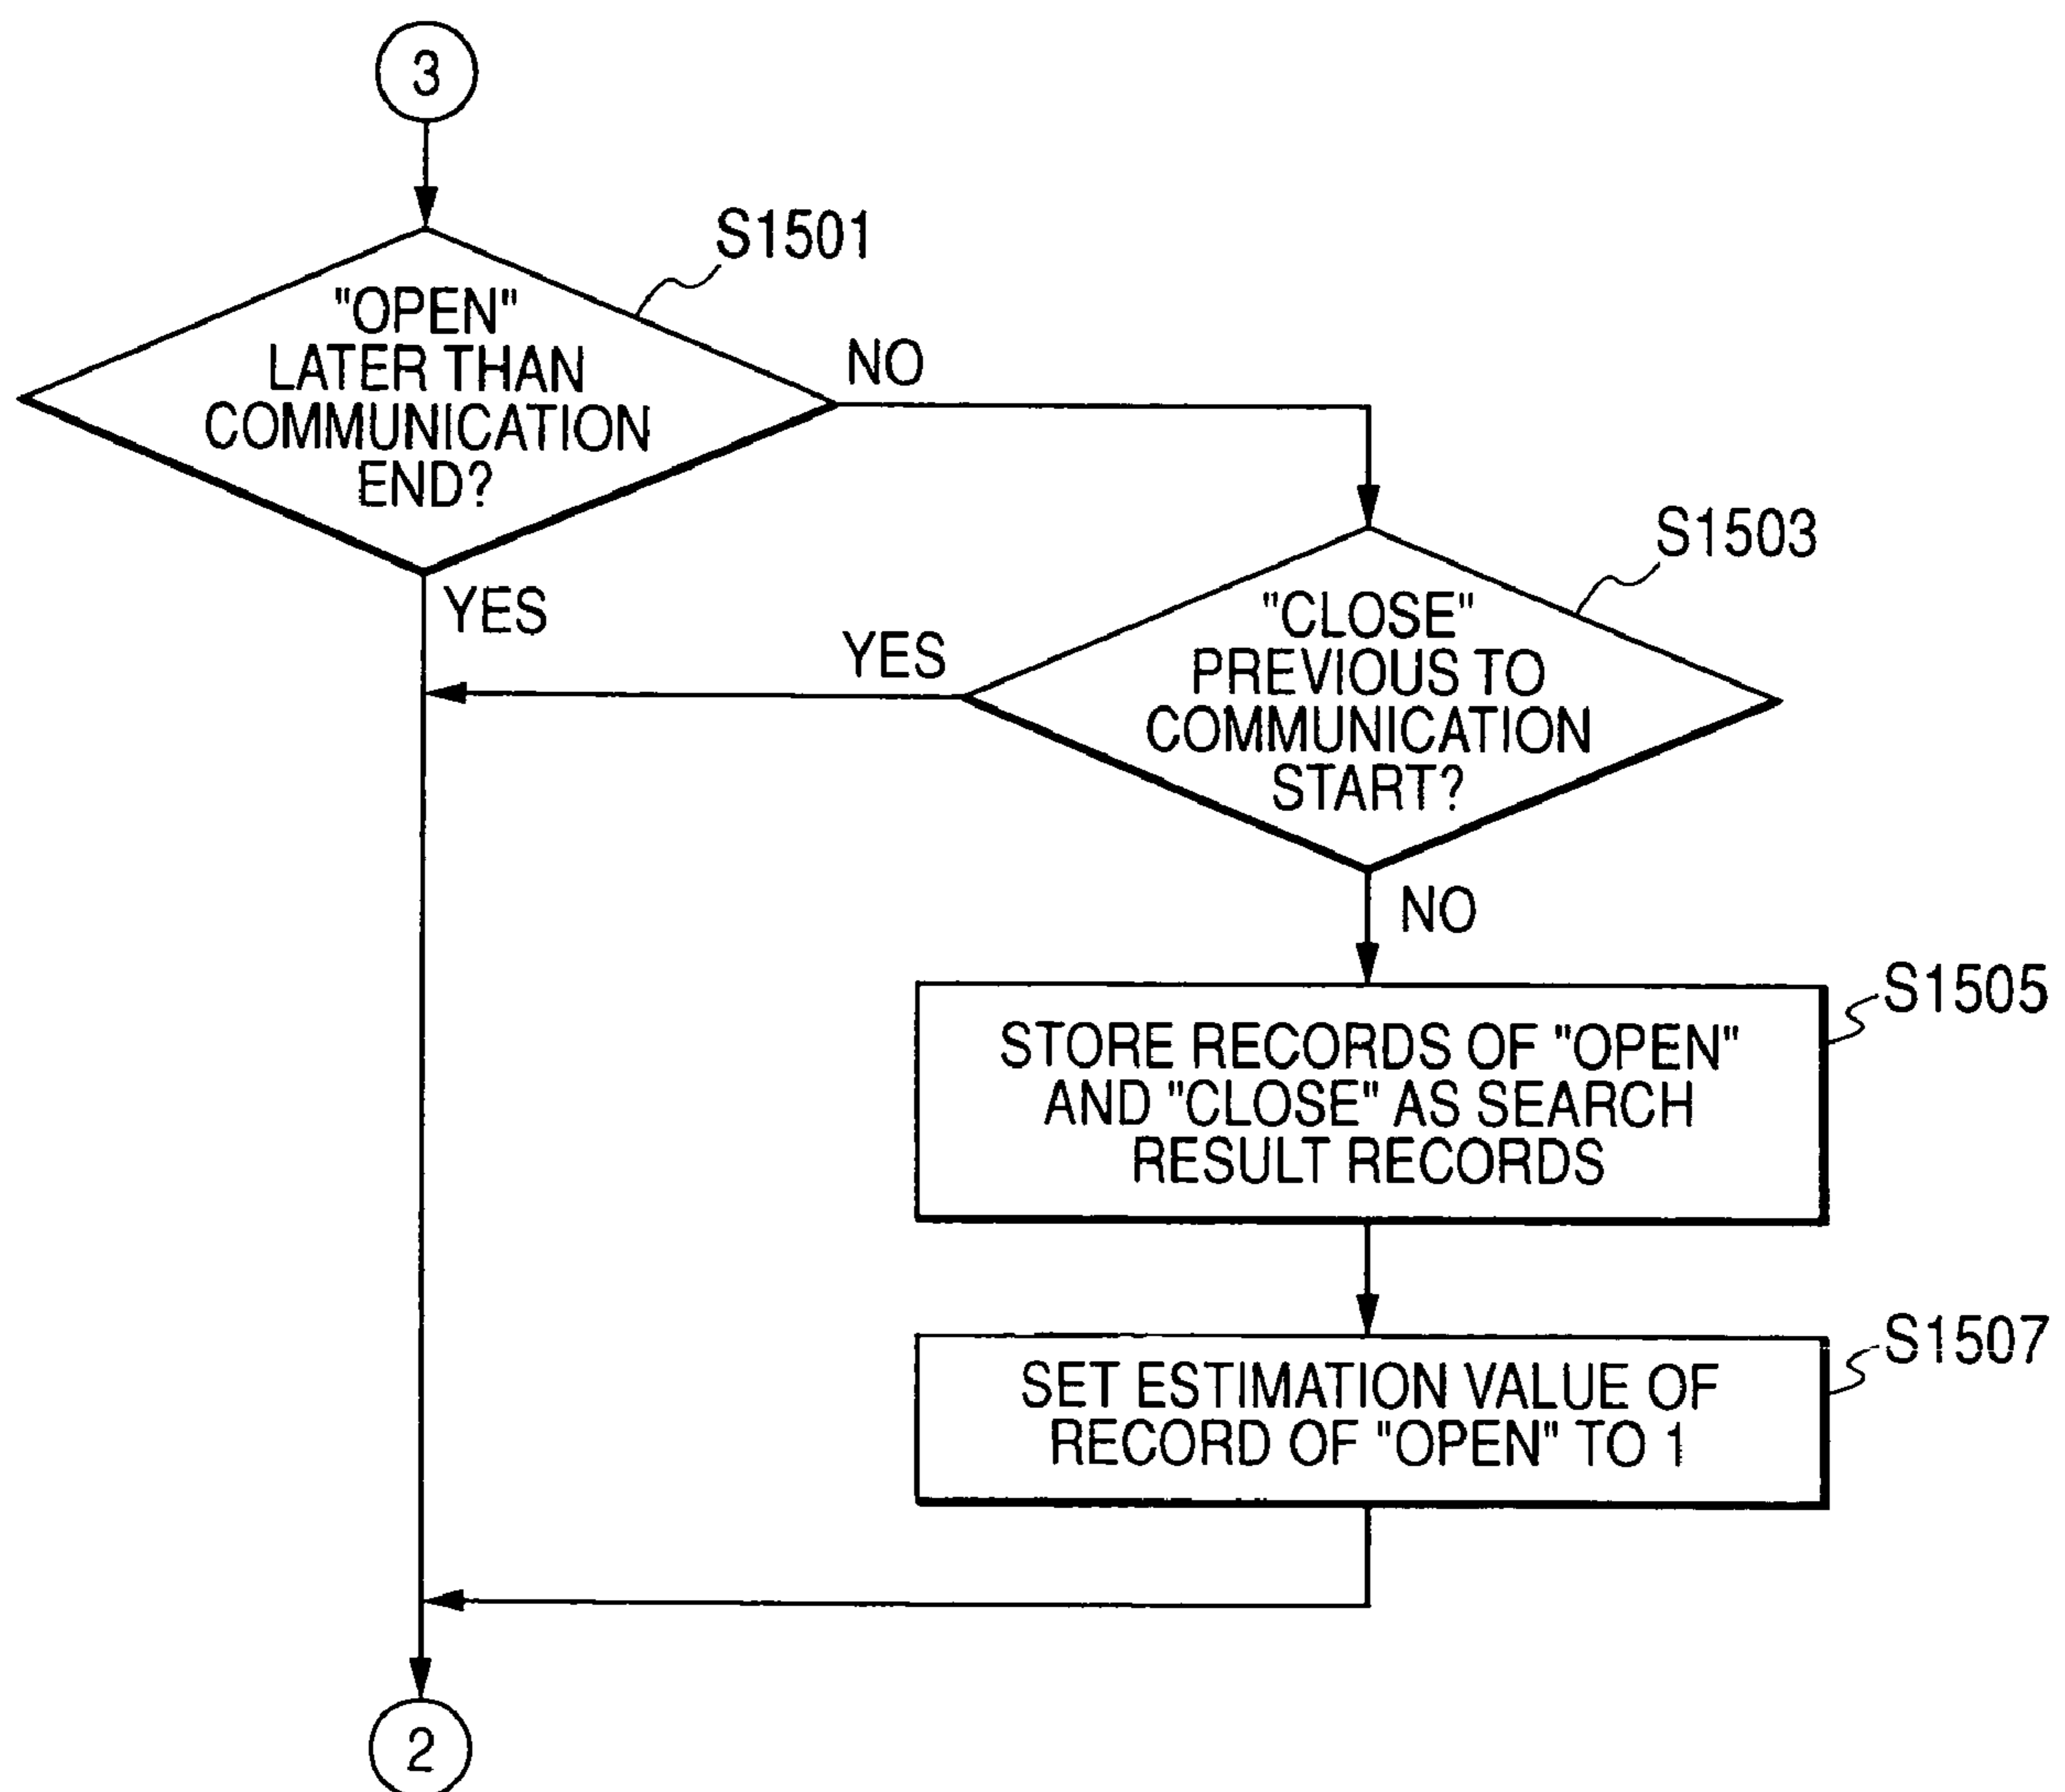 3
S1501
"OPEN"
LATER THAN
COMMUNICATION
END?
NO
YES
S1503
"CLOSE"
PREVIOUS TO
COMMUNICATION
START?
YES
NO
S1505
STORE RECORDS OF "OPEN"
AND "CLOSE" AS SEARCH
RESULT RECORDS
S1507
SET ESTIMATION VALUE OF
RECORD OF "OPEN" TO 1
2